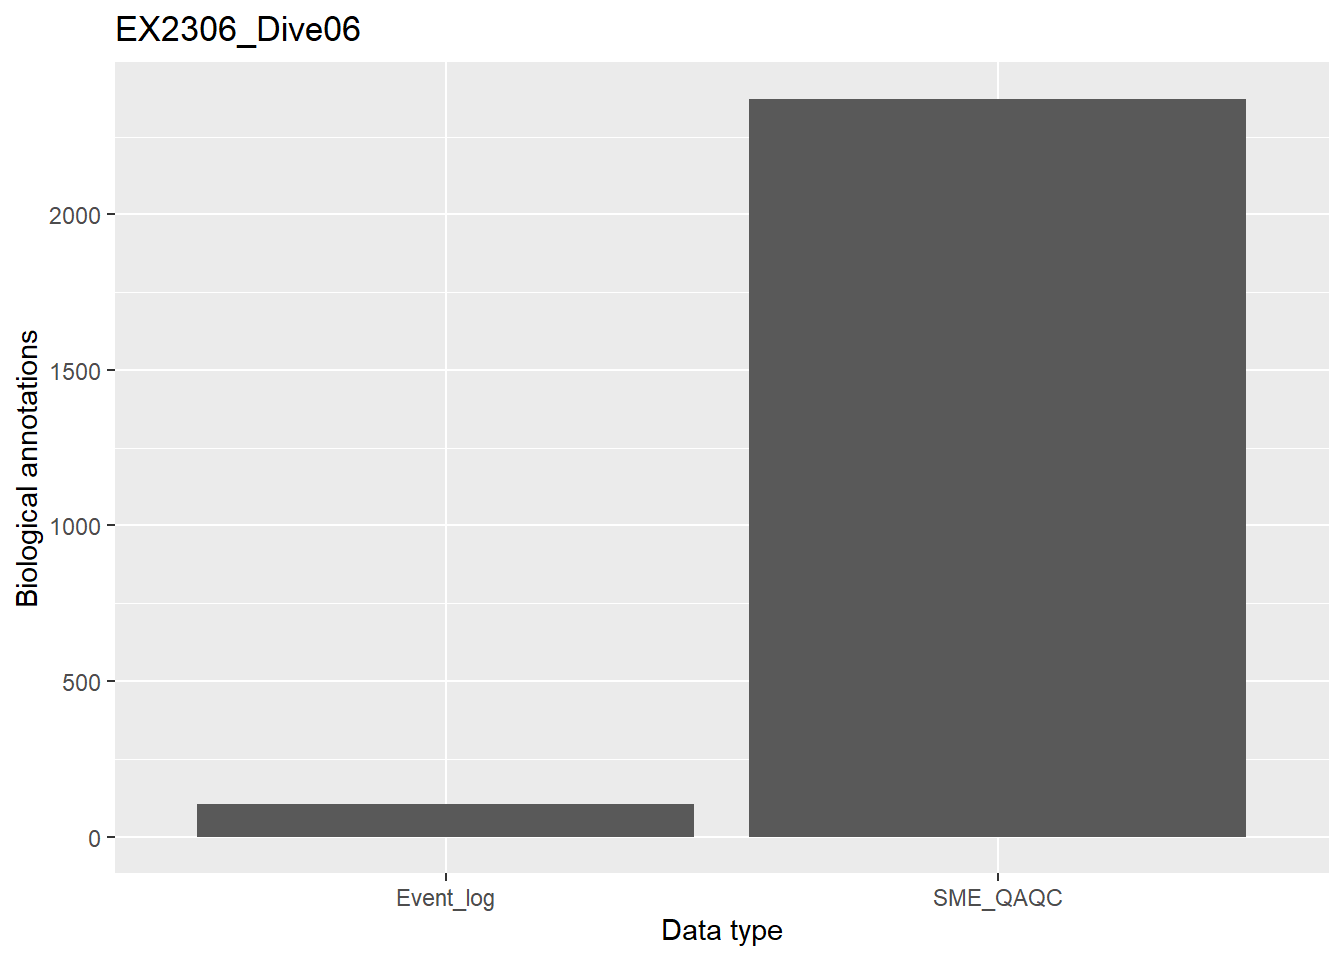 EX2306_Dive06
Biological annotations
2000
1500
1000
500
0
Event_log
SME_QAQC
Data type